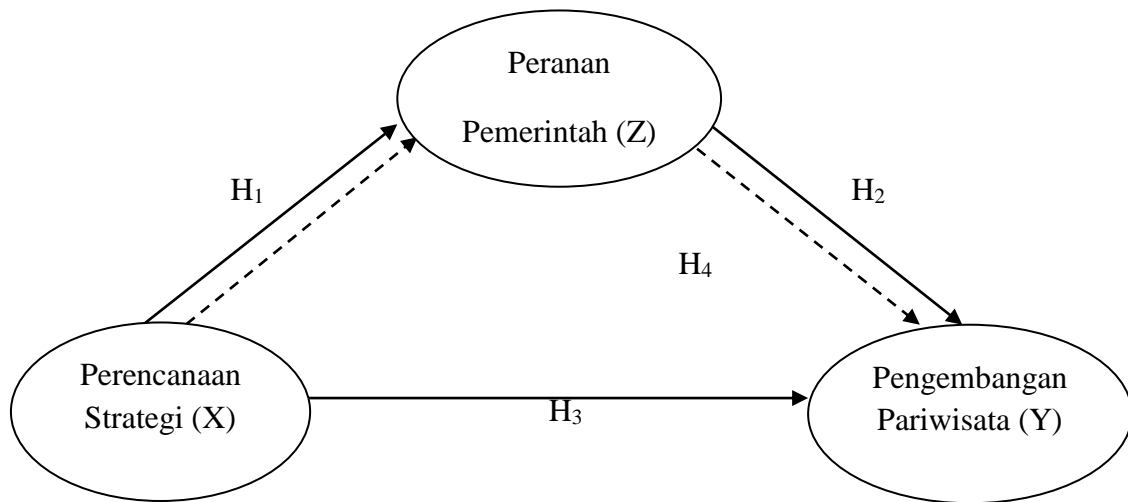 Peranan
Pemerintah (Z)
H₁
H₂
H₄
Perencanaan
Strategi (X)
H₃
Pengembangan
Pariwisata (Y)